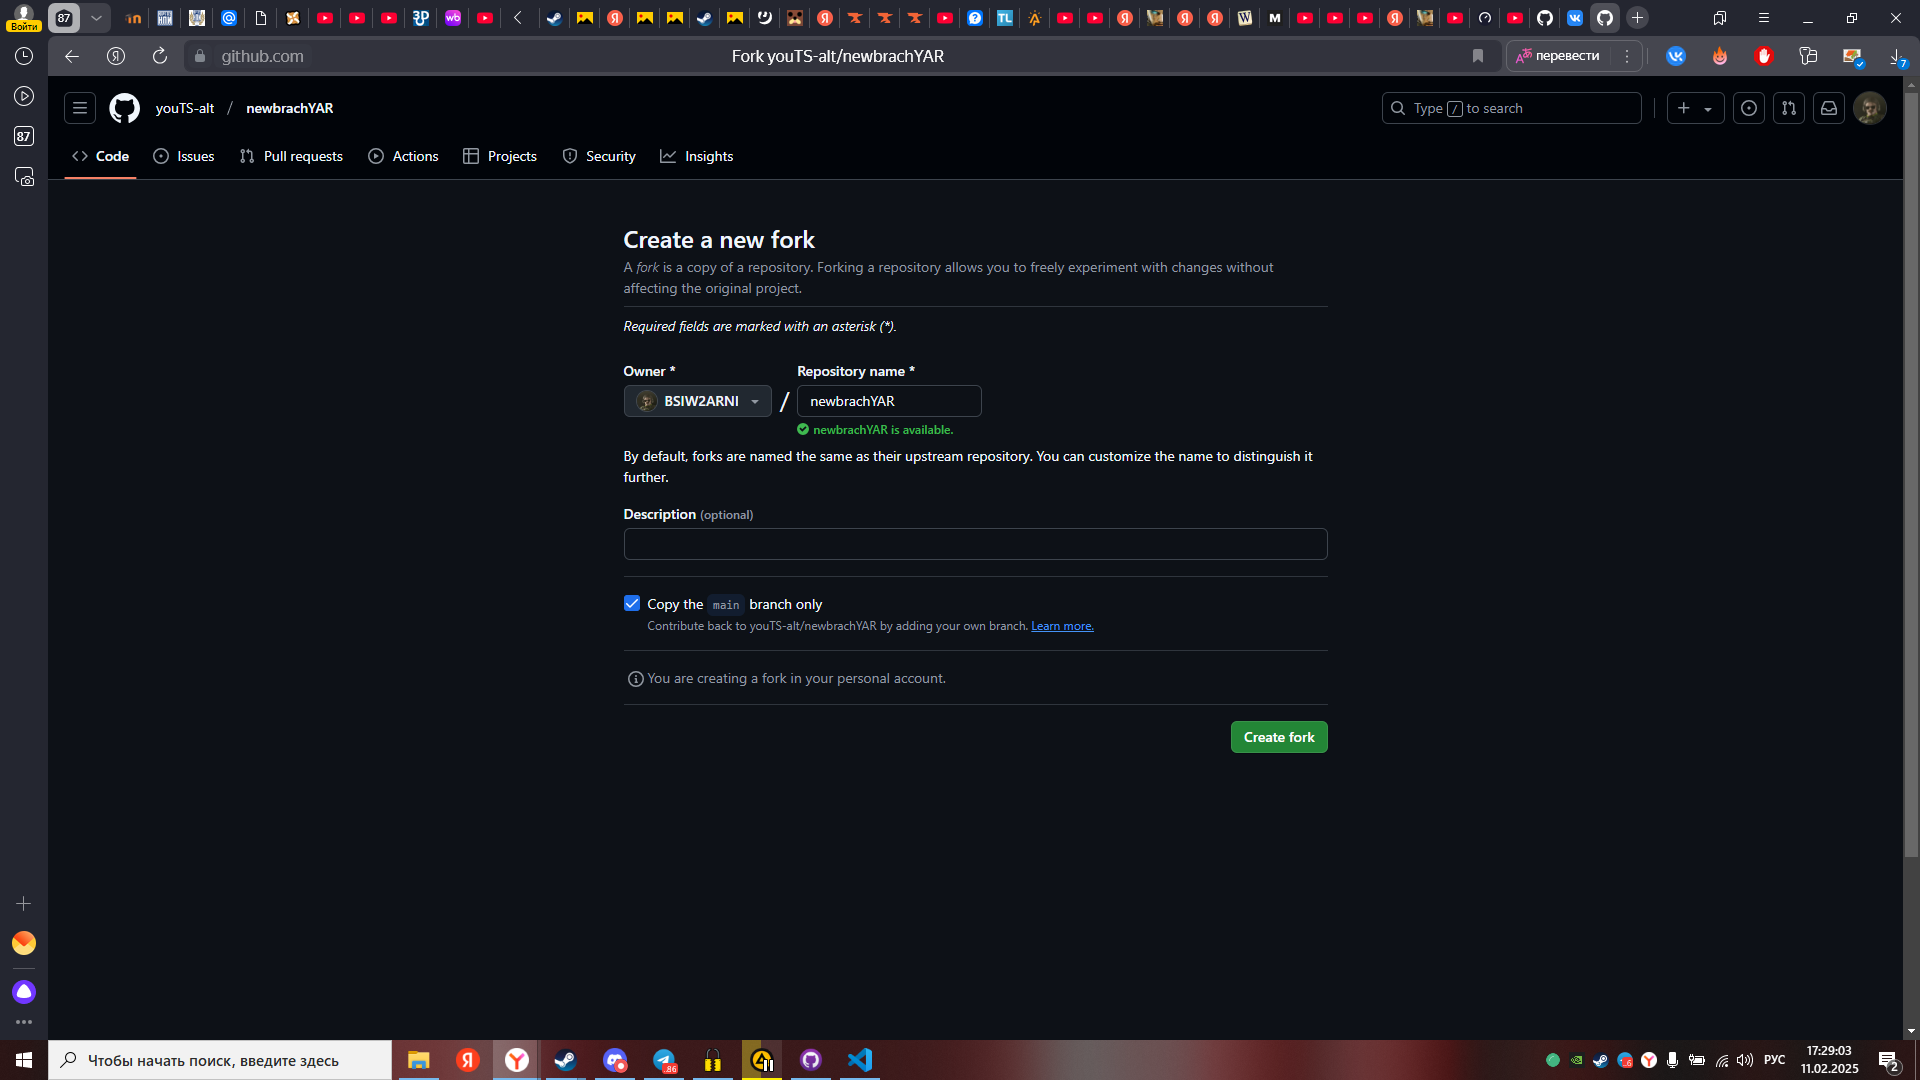 Войти
87
github.com
Fork youTS-alt/newbrachYAR
перевести
7
youTS-alt / newbrachYAR
Type / to search
87
Code
Issues
Pull requests
Actions
Projects
Security
Insights
Create a new fork
A fork is a copy of a repository. Forking a repository allows you to freely experiment with changes without
affecting the original project.
Required fields are marked with an asterisk (*).
Owner *
Repository name *
BSIW2ARNI
/
newbrachYAR
newbrachYAR is available.
By default, forks are named the same as their upstream repository. You can customize the name to distinguish it
further.
Description (optional)
Copy the main branch only
Contribute back to youTS-alt/newbrachYAR by adding your own branch. Learn more.
You are creating a fork in your personal account.
Create fork
Чтобы начать поиск, введите здесь
РУС
17:29:03
11.02.2025
2